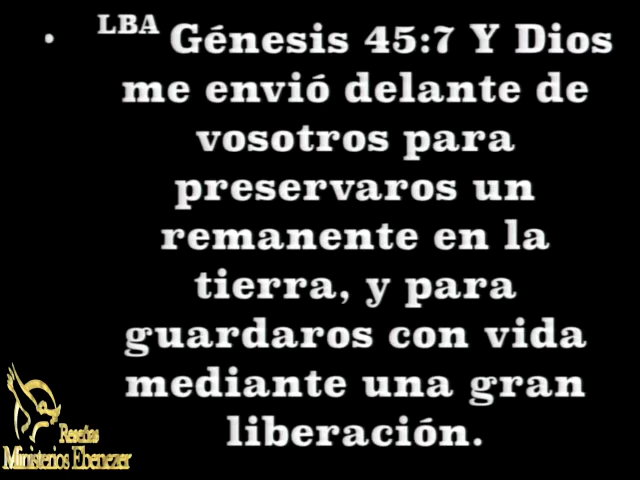 • LBA Génesis 45:7 Y Dios
me envió delante de
vosotros para
preservaros un
remanente en la
tierra, y para
guardaros con vida
mediante una gran
liberación.
Reseñas
Ministerios Ebenezer